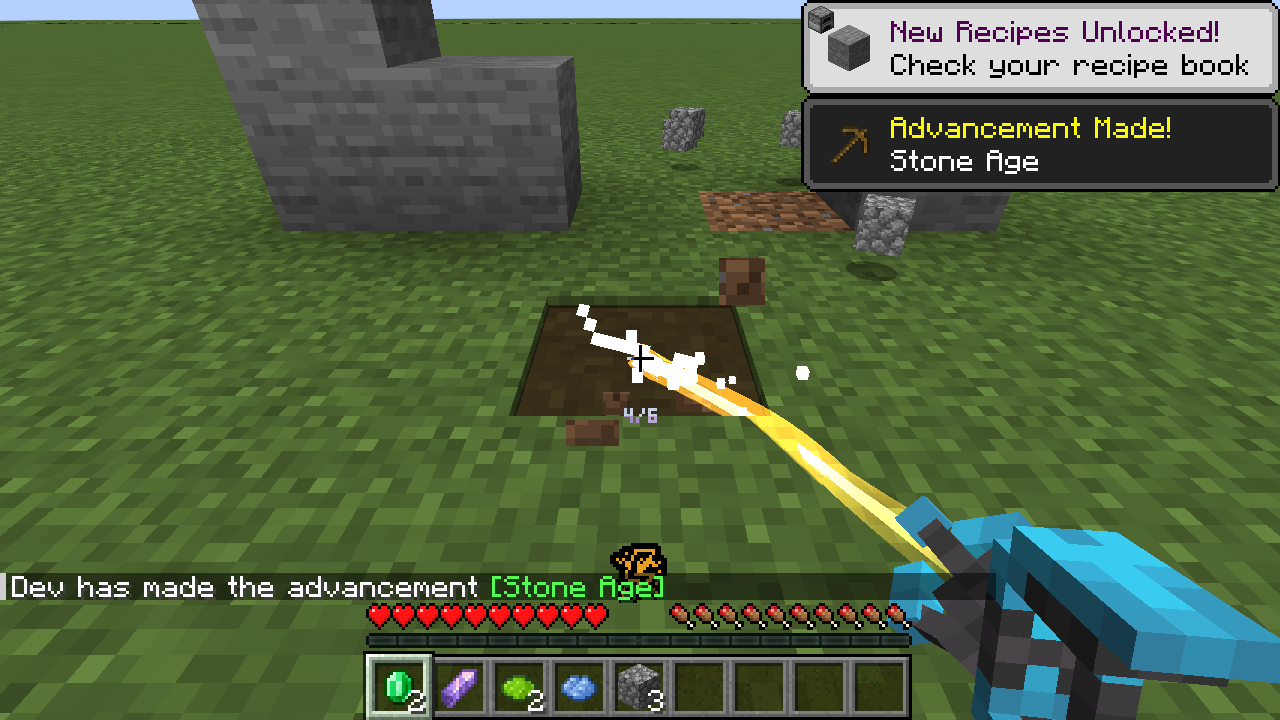 New Recipes Unlocked!
Check your recipe book
Advancement Made!
Stone Age
4/6
Dev has made the advancement [Stone Age]
2
2
3